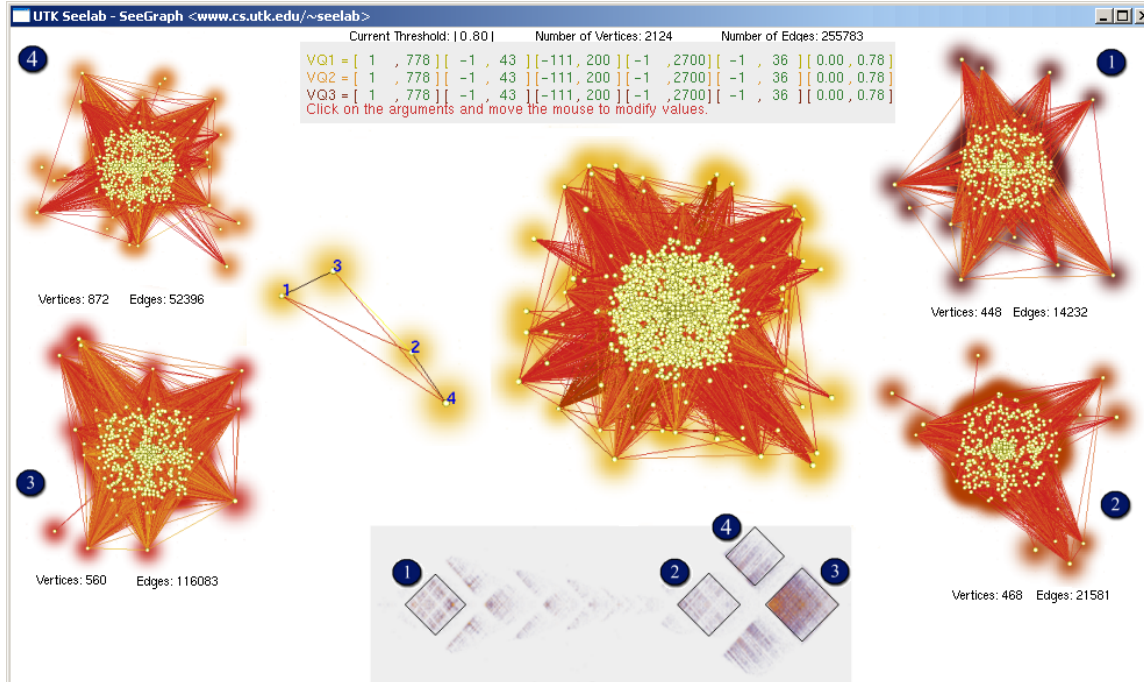 UTK Seelab - SeeGraph <www.cs.utk.edu/~seelab>
Current Threshold: | 0.80 | Number of Vertices: 2124 Number of Edges: 255783
VQ1 = [ 1 , 778 ] [ -1 , 43 ] [-111, 200 ] [-1 ,2700] [ -1 , 36 ] [ 0.00 , 0.78 ]
VQ2 = [ 1 , 778 ] [ -1 , 43 ] [-111, 200 ] [-1 ,2700] [ -1 , 36 ] [ 0.00 , 0.78 ]
VQ3 = [ 1 , 778 ] [ -1 , 43 ] [-111, 200 ] [-1 ,2700] [ -1 , 36 ] [ 0.00 , 0.78 ]
Click on the arguments and move the mouse to modify values.
4
1
Vertices: 872 Edges: 52396
3
1
2
4
Vertices: 448 Edges: 14232
3
2
Vertices: 560 Edges: 116083
4
1
2
3
Vertices: 468 Edges: 21581